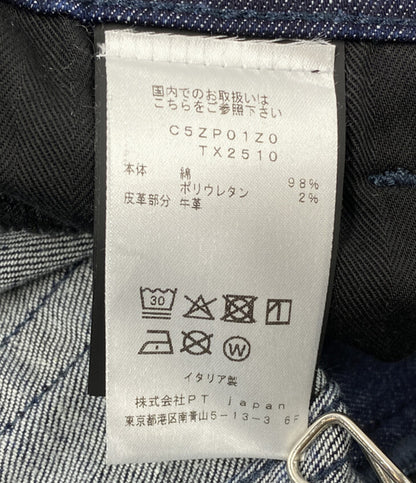 国内でのお取扱いは
こちらをご参照下さい
C5ZP01Z0
TX2510
本体 綿 98%
ポリウレタン 2%
皮革部分 牛革
30
W
イタリア製
株式会社PT japan
東京都港区南青山5-13-3 6F